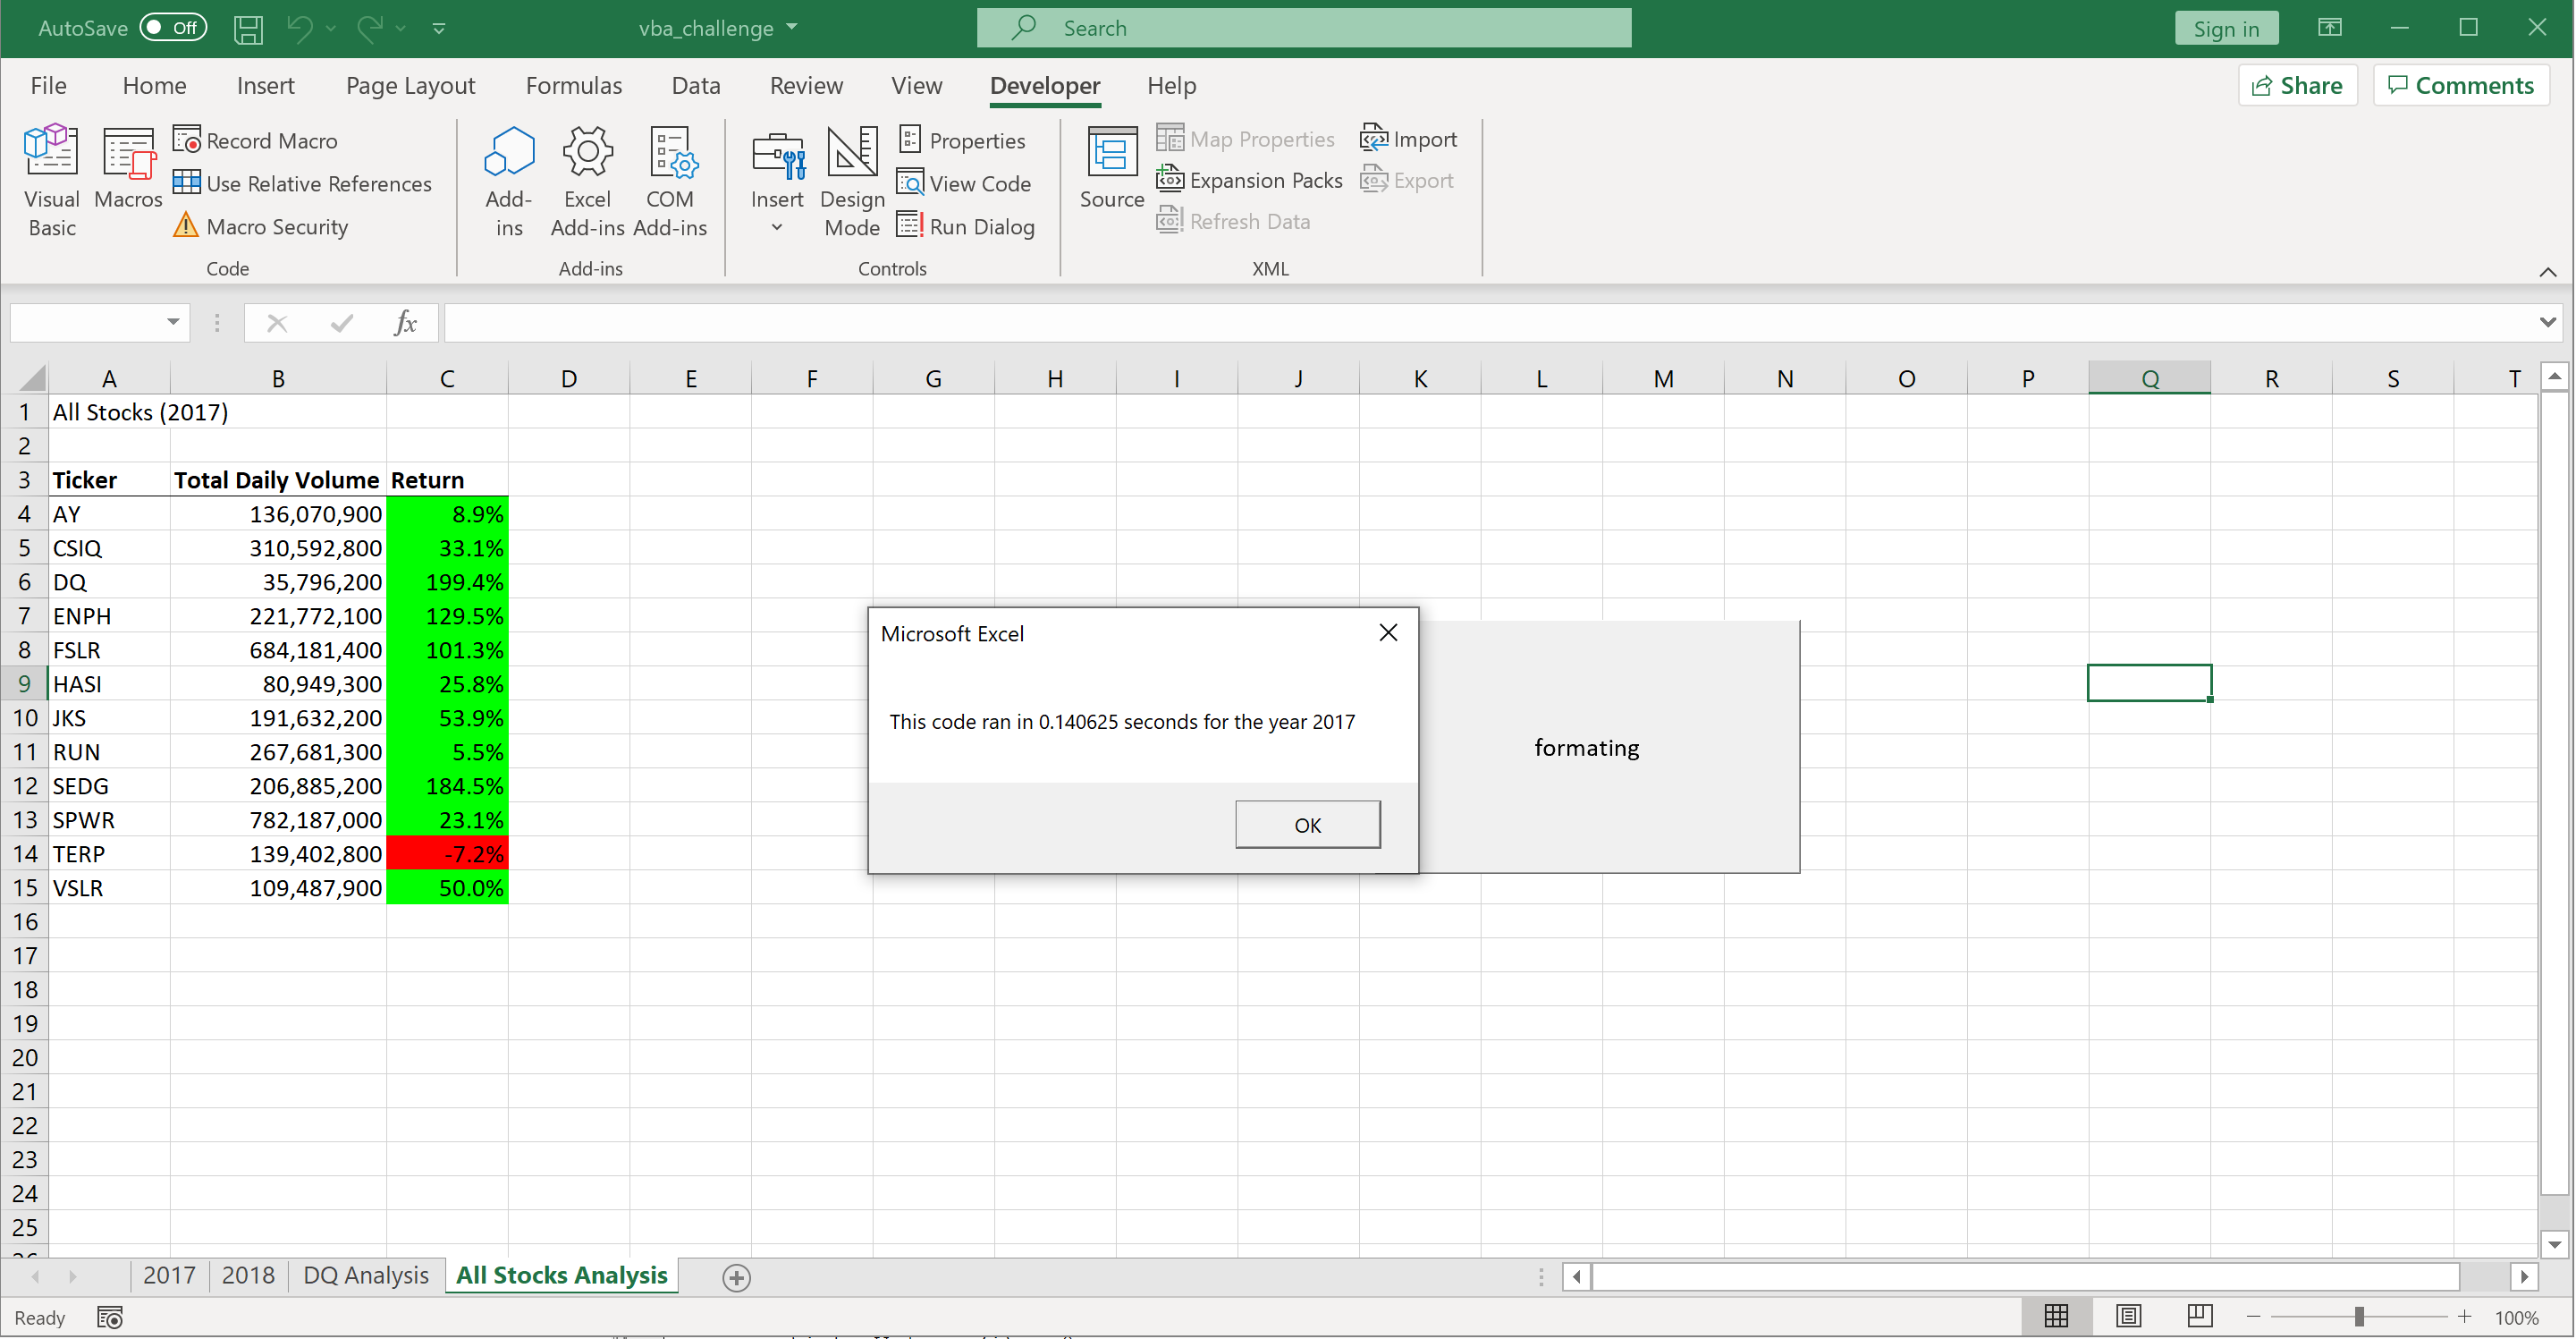 AutoSave Off vba_challenge Search Sign in
File Home Insert Page Layout Formulas Data Review View Developer Help Share Comments
Visual Basic
Macros
Record Macro
Use Relative References
Macro Security
Code
Add-ins
Excel Add-ins
COM Add-ins
Add-ins
Insert
Design Mode
Properties
View Code
Run Dialog
Controls
Source
Map Properties
Expansion Packs
Refresh Data
Import
Export
XML
fx
A B C D E F G H I J K L M N O P Q R S T
1 All Stocks (2017)
2
3 Ticker Total Daily Volume Return
4 AY 136,070,900 8.9%
5 CSIQ 310,592,800 33.1%
6 DQ 35,796,200 199.4%
7 ENPH 221,772,100 129.5%
8 FSLR 684,181,400 101.3%
9 HASI 80,949,300 25.8%
10 JKS 191,632,200 53.9%
11 RUN 267,681,300 5.5%
12 SEDG 206,885,200 184.5%
13 SPWR 782,187,000 23.1%
14 TERP 139,402,800 -7.2%
15 VSLR 109,487,900 50.0%
16
17
18
19
20
21
22
23
24
25
Microsoft Excel
This code ran in 0.140625 seconds for the year 2017
OK
formating
2017 2018 DQ Analysis All Stocks Analysis
Ready 100%